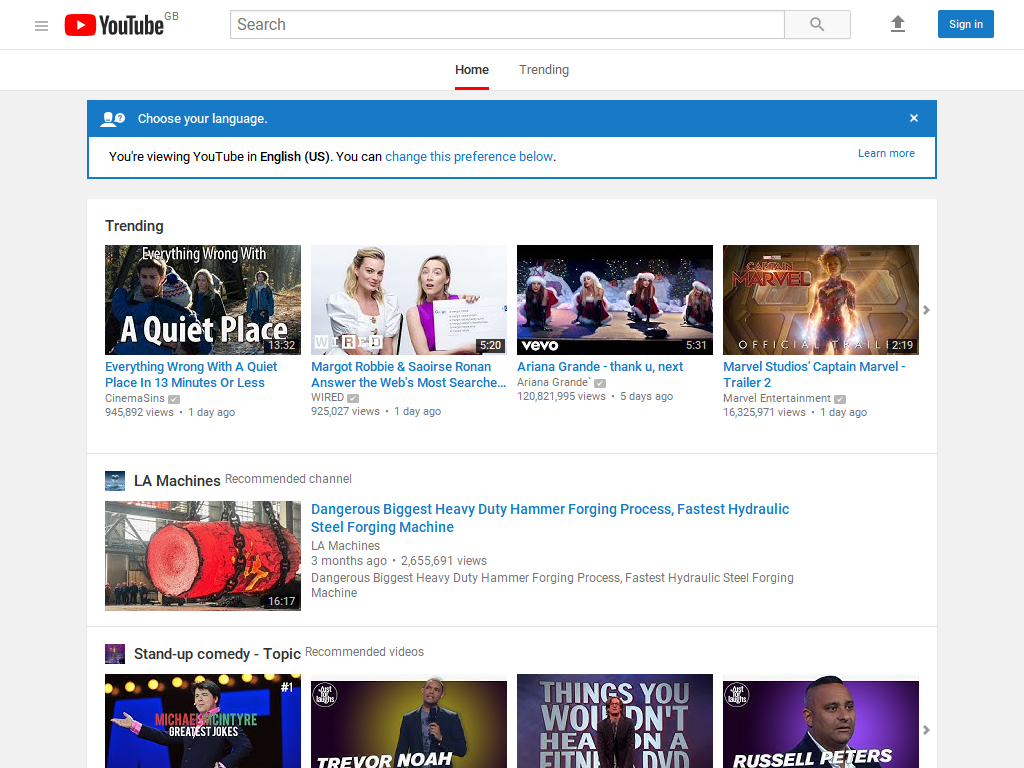 YouTube GB
Search
Sign in
Home
Trending
Choose your language.
×
You're viewing YouTube in English (US). You can change this preference below.
Learn more
Trending
Everything Wrong With
A Quiet Place
13:32
WIRED
5:20
vevo
5:31
MARVEL STUDIOS
CAPTAIN MARVEL
OFFICIAL TRAILER
2:19
Everything Wrong With A Quiet
Place In 13 Minutes Or Less
CinemaSins
945,892 views • 1 day ago
Margot Robbie & Saoirse Ronan
Answer the Web's Most Searche...
WIRED
925,027 views • 1 day ago
Ariana Grande - thank u, next
Ariana Grande`
120,821,995 views • 5 days ago
Marvel Studios' Captain Marvel -
Trailer 2
Marvel Entertainment
16,325,971 views • 1 day ago
LA Machines Recommended channel
16:17
Dangerous Biggest Heavy Duty Hammer Forging Process, Fastest Hydraulic
Steel Forging Machine
LA Machines
3 months ago • 2,655,691 views
Dangerous Biggest Heavy Duty Hammer Forging Process, Fastest Hydraulic Steel Forging
Machine
Stand-up comedy - Topic Recommended videos
#1
MICHAEL MCINTYRE
GREATEST JOKES
Just for laughs
TREVOR NOAH
THINGS YOU
WOULDN'T
HEAR ON A
FITNESS DVD
Just for laughs
RUSSELL PETERS